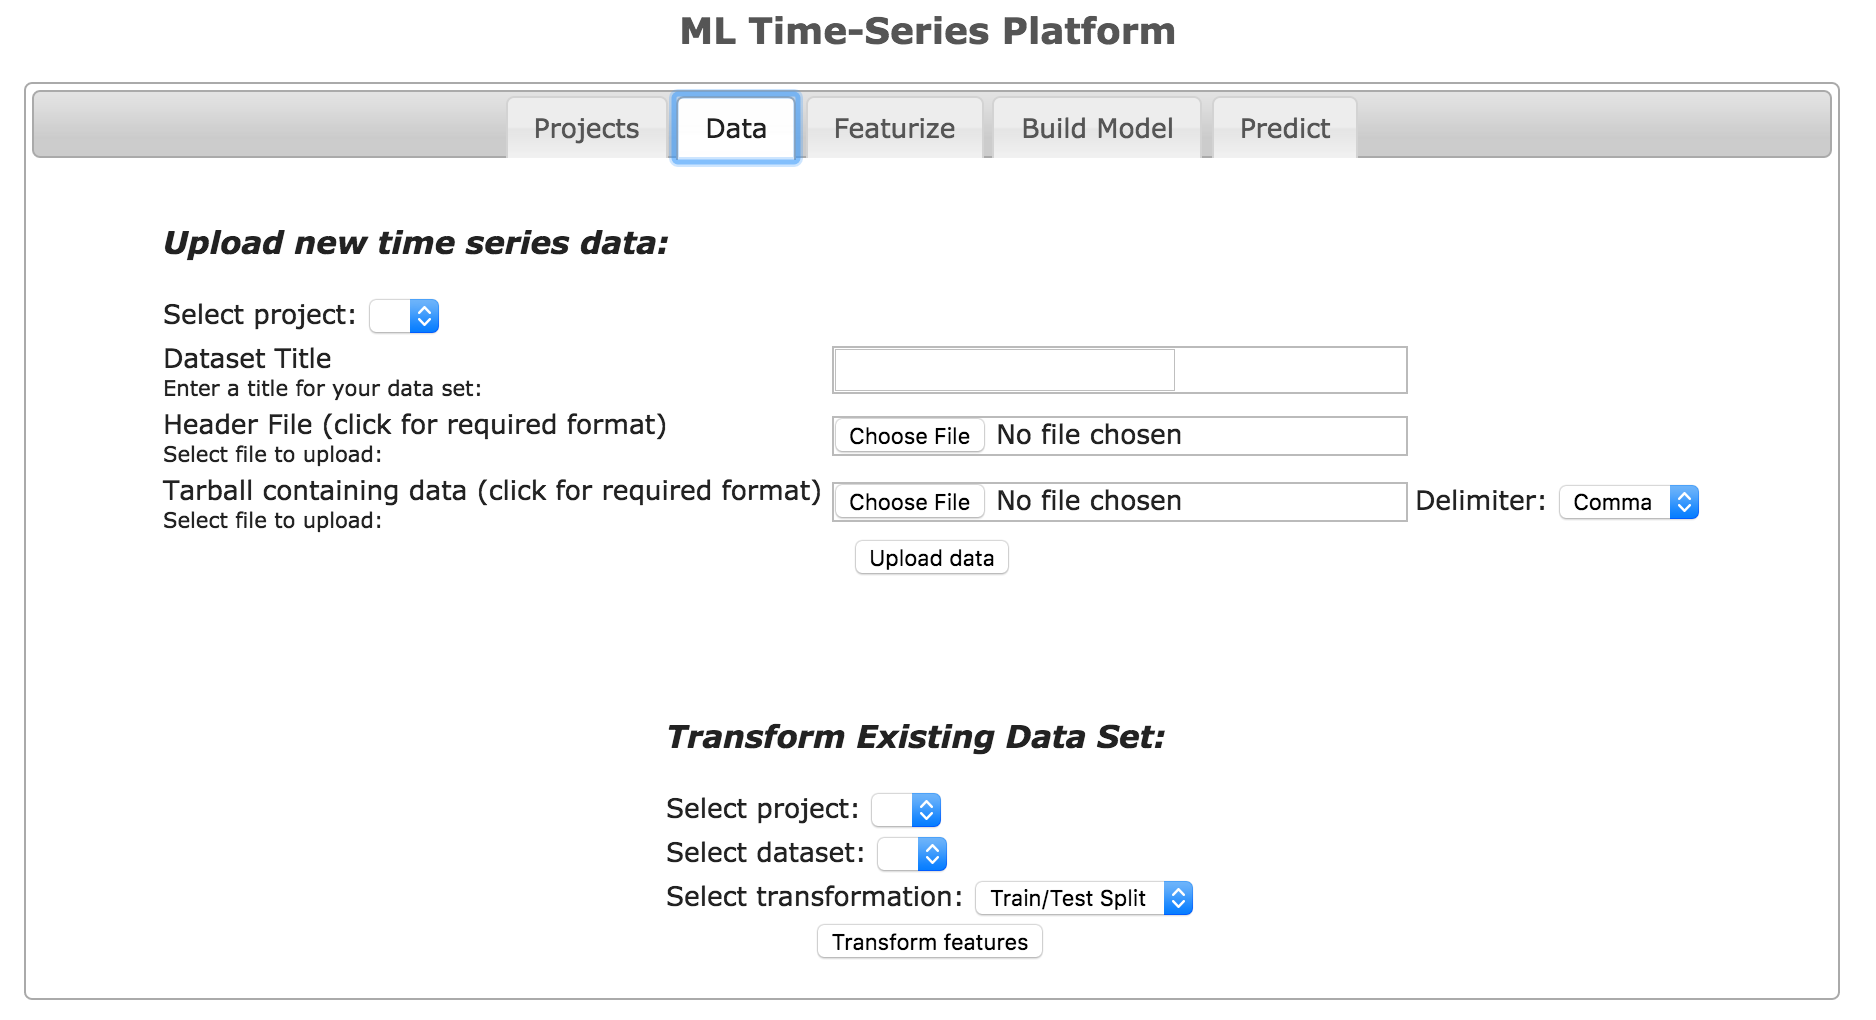 ML Time-Series Platform
Projects Data Featurize Build Model Predict
Upload new time series data:
Select project:
Dataset Title
Enter a title for your data set:
Header File (click for required format)
Select file to upload:
Choose File No file chosen
Tarball containing data (click for required format)
Select file to upload:
Choose File No file chosen Delimiter: Comma
Upload data
Transform Existing Data Set:
Select project:
Select dataset:
Select transformation: Train/Test Split
Transform features